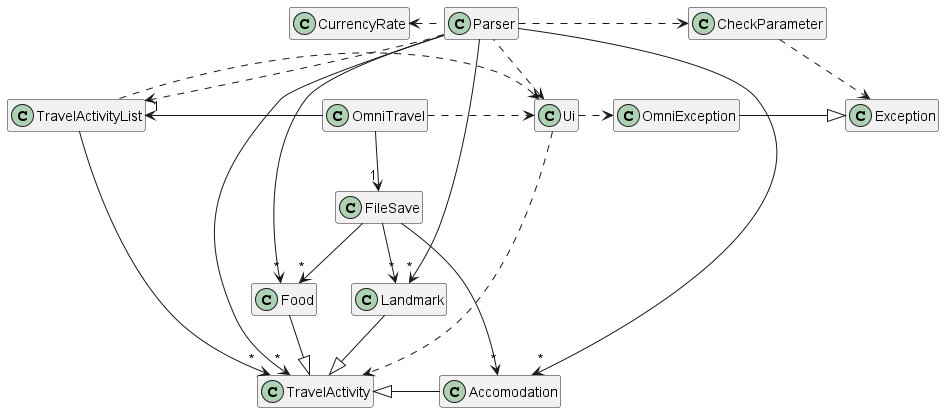 C CurrencyRate
C Parser
C CheckParameter
1
C TravelActivityList
C OmniTravel
C Ui
C OmniException
C Exception
1
C FileSave
* * * *
C Food
C Landmark
* * * *
C TravelActivity
C Accomodation